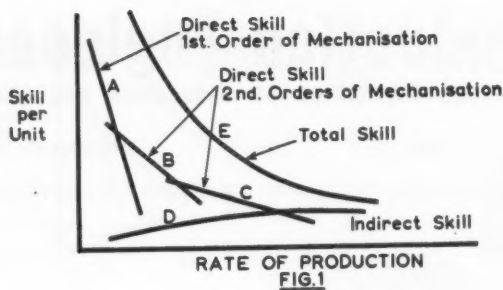 Direct Skill
1st. Order of Mechanisation
Direct Skill
2nd. Orders of Mechanisation
Skill
per
Unit
A
B
C
D
E
Total Skill
Indirect Skill
RATE OF PRODUCTION
FIG.1